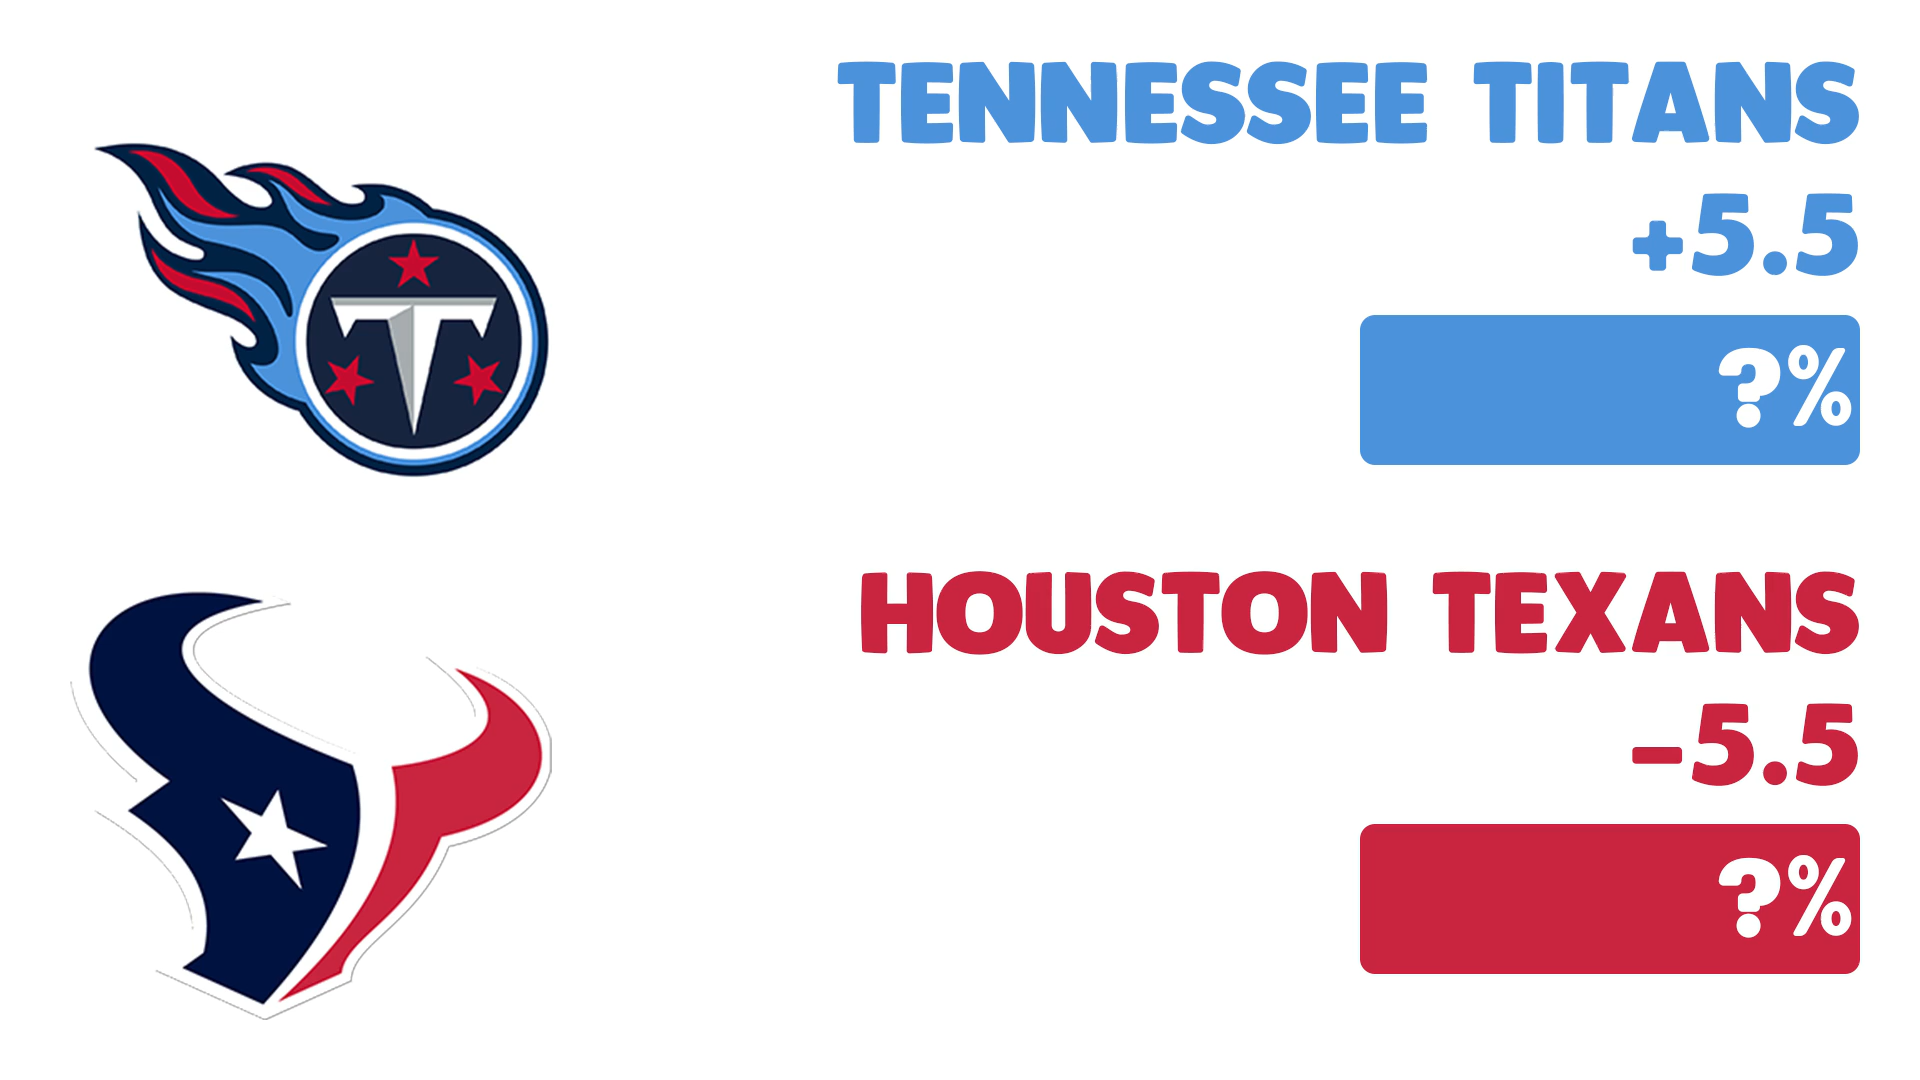 TENNESSEE TITANS
+5.5
?%
T
HOUSTON TEXANS
-5.5
?%